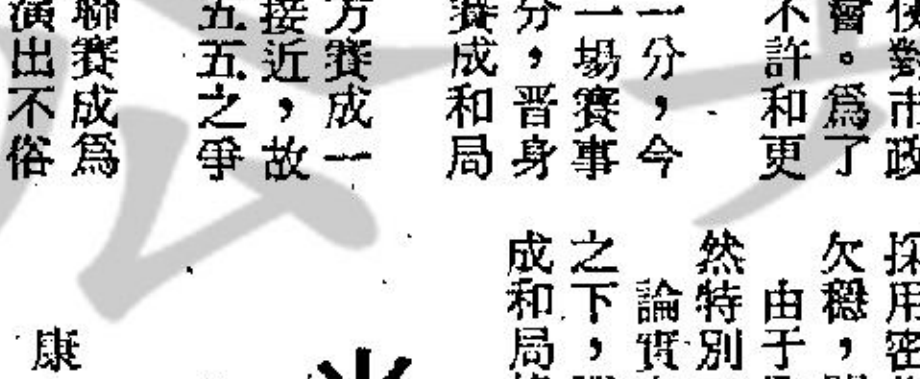 對市政
會。爲了
不許和更
一分,今
一場賽事
分,晋身
賽成和局
方賽成一
接近,故
五五之爭
聯賽成爲
演出不俗
採用密
欠穩,
由于
然特別
論實
之下,
成和局
康